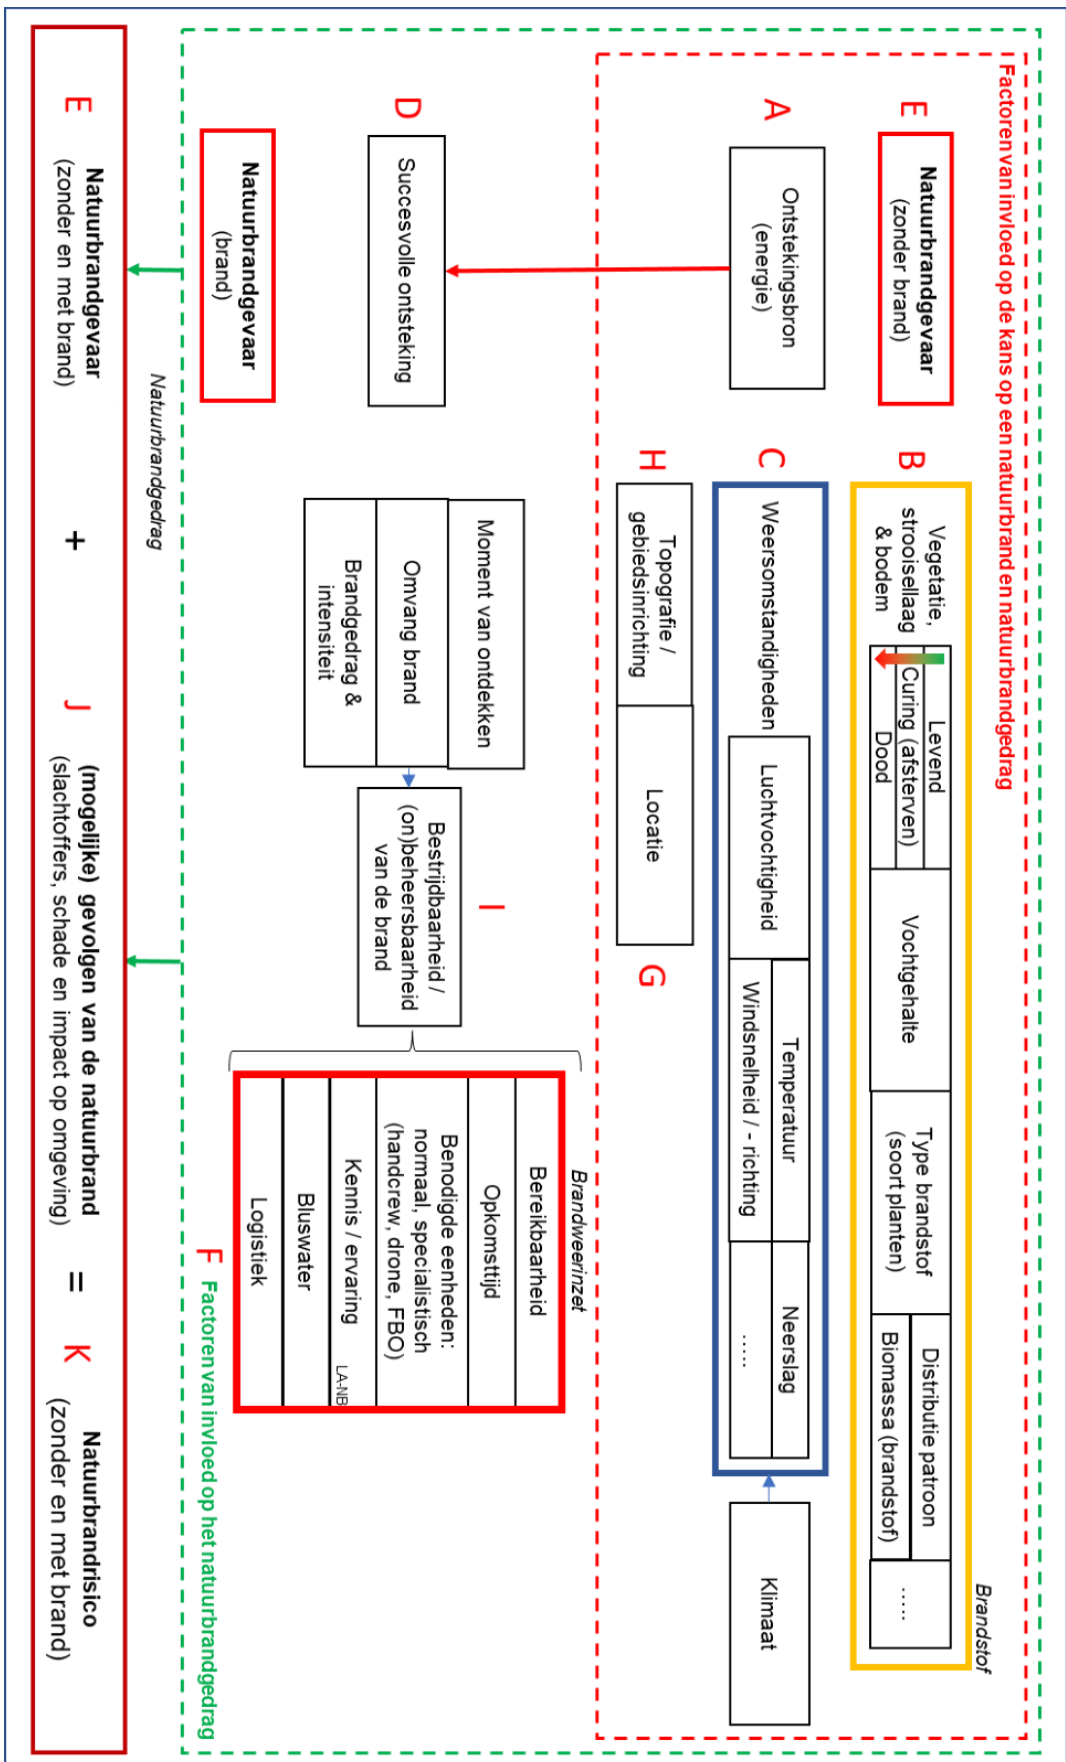 Factoren van invloed op de kans op een natuurbrand en natuurbrandgedrag
Brandstof
E
Natuurbrandgevaar
(zonder brand)
B
Vegetatie,
strooisellaag
& bodem
Levend
Curing (afsterven)
Dood
Vochtgehalte
Type brandstof
(soort planten)
Distributie patroon
Biomassa (brandstof)
.....
A
Ontstekingsbron
(energie)
C
Weersomstandigheden
Luchtvochtigheid
Temperatuur
Windsnelheid / - richting
Neerslag
.....
Klimaat
H
Topografie /
gebiedsinrichting
Locatie
G
D
Succesvolle ontsteking
Moment van ontdekken
Omvang brand
Brandgedrag &
intensiteit
I
Bestrijdbaarheid /
(on)beheersbaarheid
van de brand
Brandweerinzet
Bereikbaarheid
Opkomsttijd
Benodigde eenheden:
normaal, specialistisch
(handcrew, drone, FBO)
Kennis / ervaring
LA-NB
Bluswater
Logistiek
Natuurbrandgevaar
(brand)
F
Factoren van invloed op het natuurbrandgedrag
Natuurbrandgedrag
E
Natuurbrandgevaar
(zonder en met brand)
+
J
(mogelijke) gevolgen van de natuurbrand
(slachtoffers, schade en impact op omgeving)
=
K
Natuurbrandrisico
(zonder en met brand)